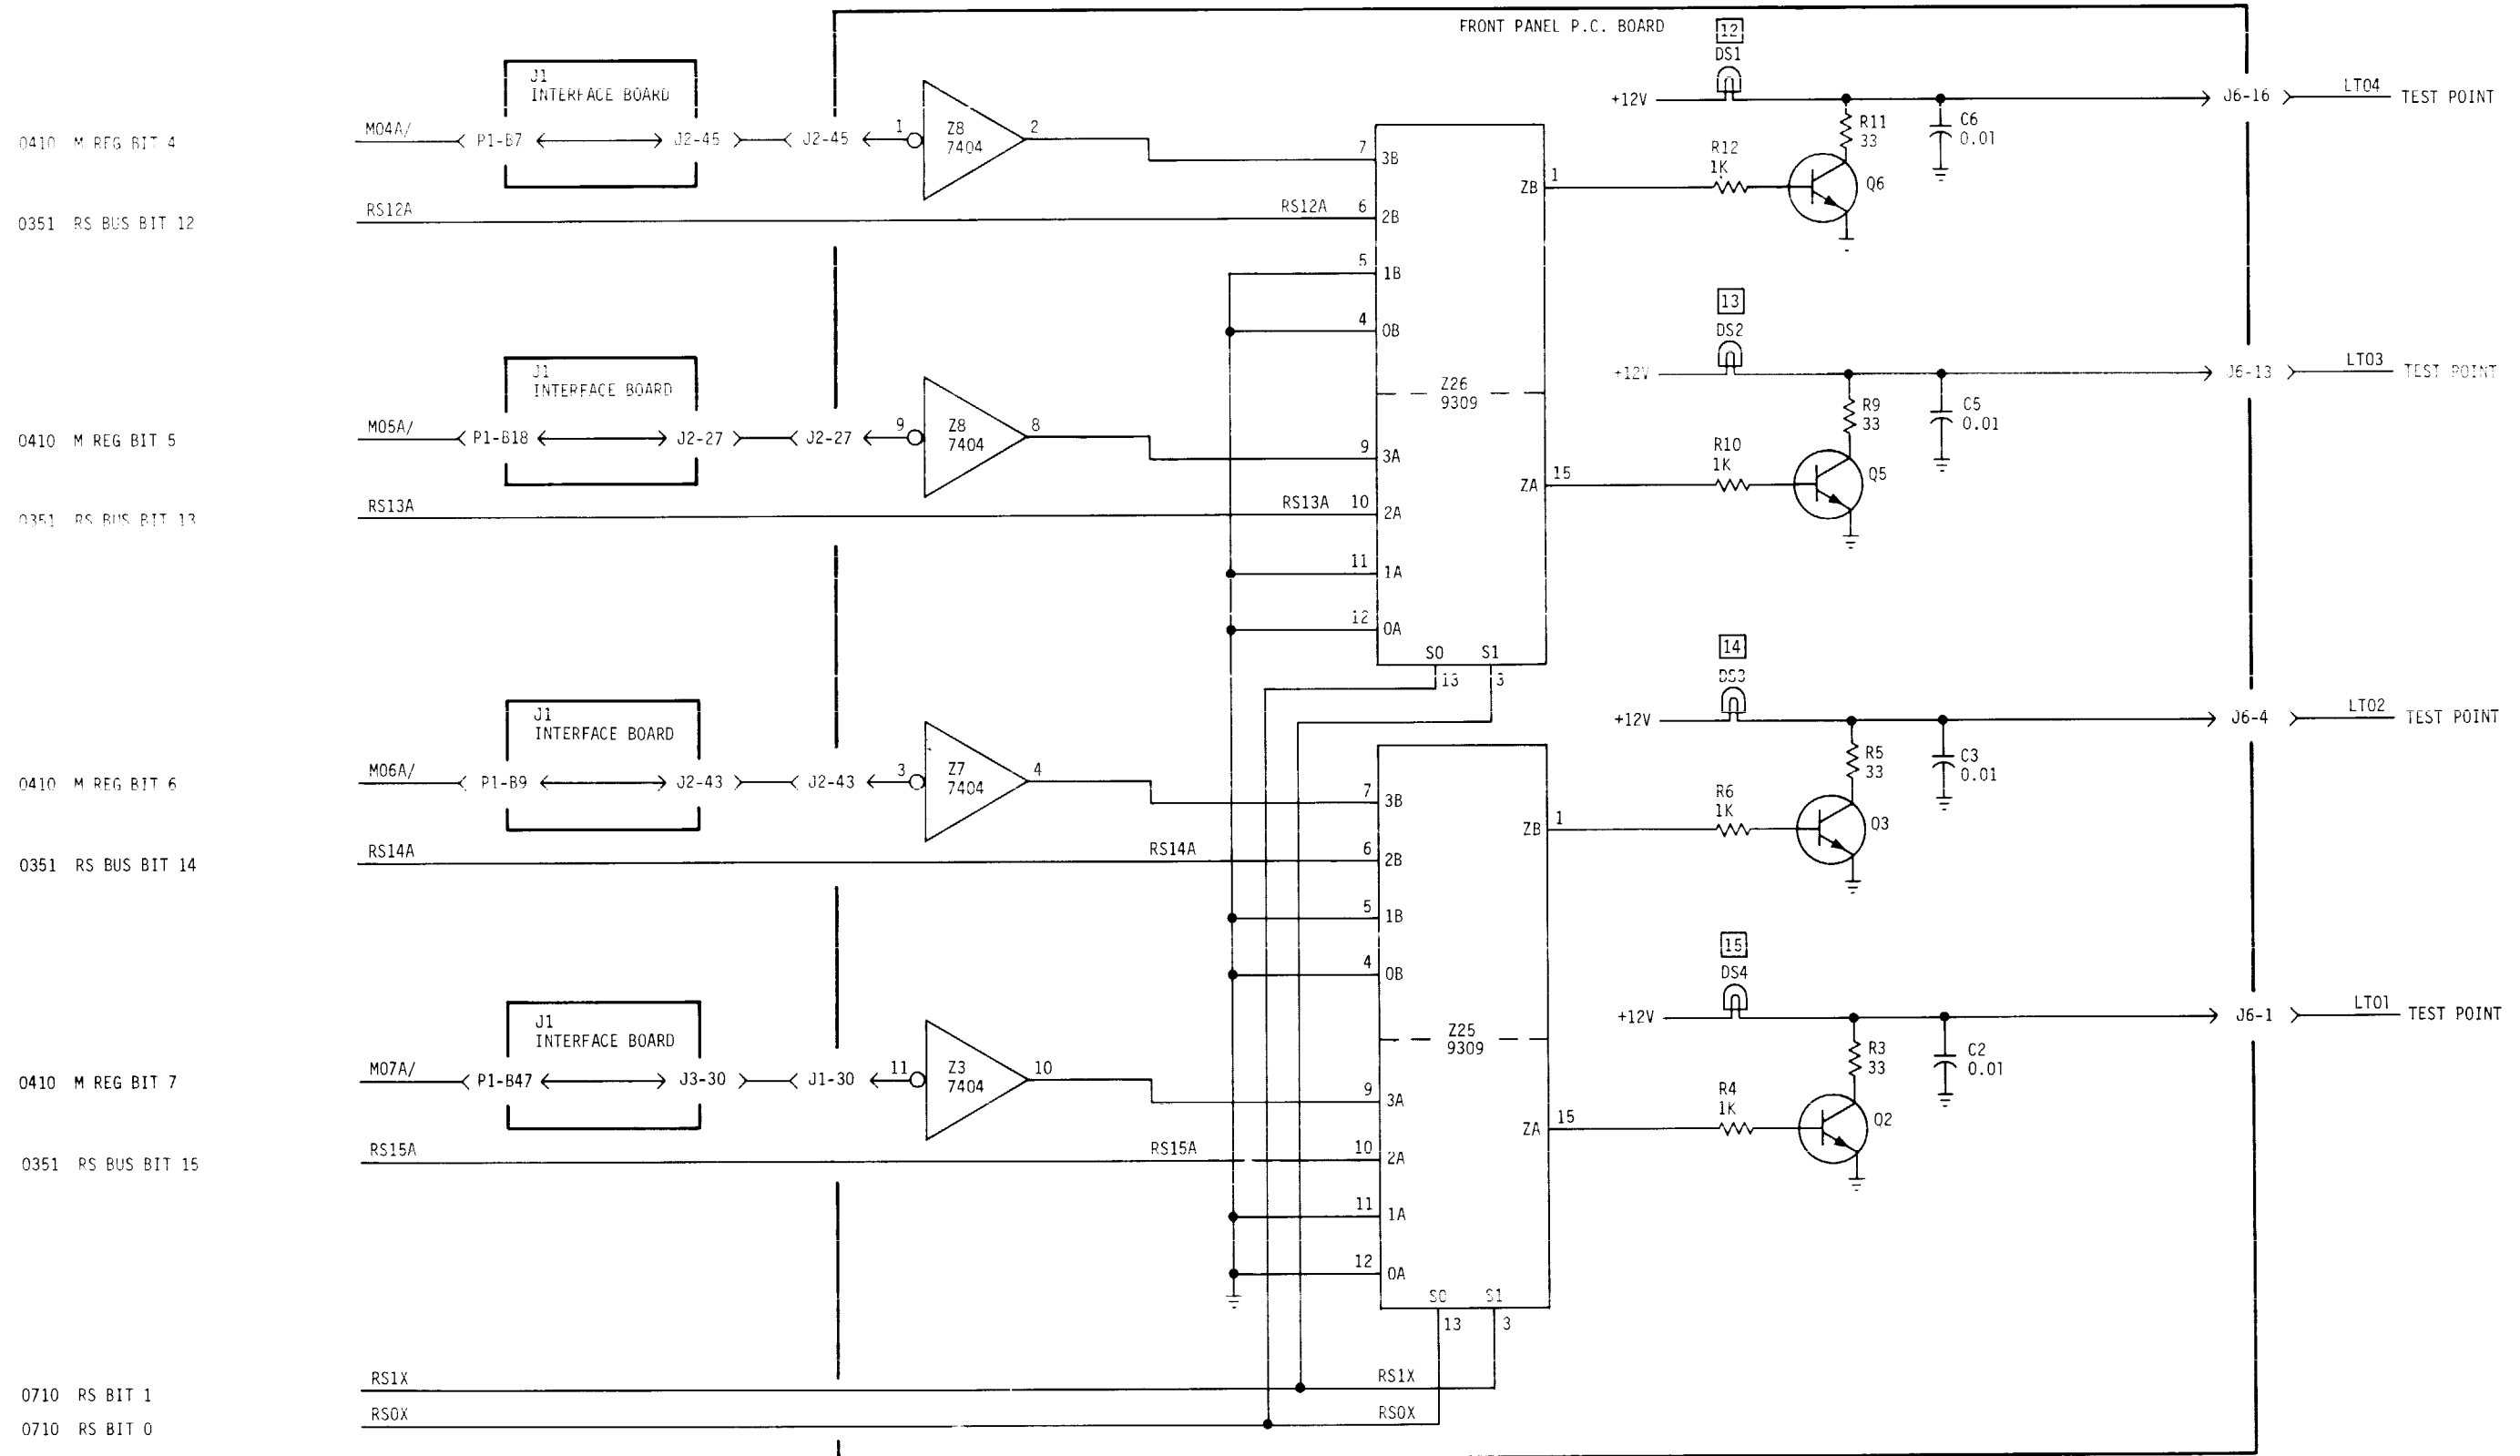 FRONT PANEL P.C. BOARD
12
DS1
+12V
J6-16
LT04
TEST POINT
J1
INTERFACE BOARD
0410 M REG BIT 4
M04A/
P1-B7
J2-45
J2-45
1
Z8
7404
2
7
3B
R11
33
C6
0.01
R12
1K
Q6
ZB
1
0351 RS BUS BIT 12
RS12A
RS12A
6
2B
5
1B
4
0B
13
DS2
+12V
J6-13
LT03
TEST POINT
J1
INTERFACE BOARD
Z26
9309
0410 M REG BIT 5
M05A/
P1-B18
J2-27
J2-27
9
Z8
7404
8
9
3A
R9
33
C5
0.01
R10
1K
Q5
ZA
15
0351 RS BUS BIT 13
RS13A
RS13A
10
2A
11
1A
12
0A
S0
S1
13
3
14
DS3
+12V
J6-4
LT02
TEST POINT
J1
INTERFACE BOARD
0410 M REG BIT 6
M06A/
P1-B9
J2-43
J2-43
3
Z7
7404
4
7
3B
R5
33
C3
0.01
R6
1K
Q3
ZB
1
0351 RS BUS BIT 14
RS14A
RS14A
6
2B
5
1B
4
0B
15
DS4
+12V
J6-1
LT01
TEST POINT
J1
INTERFACE BOARD
Z25
9309
0410 M REG BIT 7
M07A/
P1-B47
J3-30
J1-30
11
Z3
7404
10
9
3A
R3
33
C2
0.01
R4
1K
Q2
ZA
15
0351 RS BUS BIT 15
RS15A
RS15A
10
2A
11
1A
12
0A
S0
S1
13
3
0710 RS BIT 1
RS1X
RS1X
0710 RS BIT 0
RS0X
RS0X